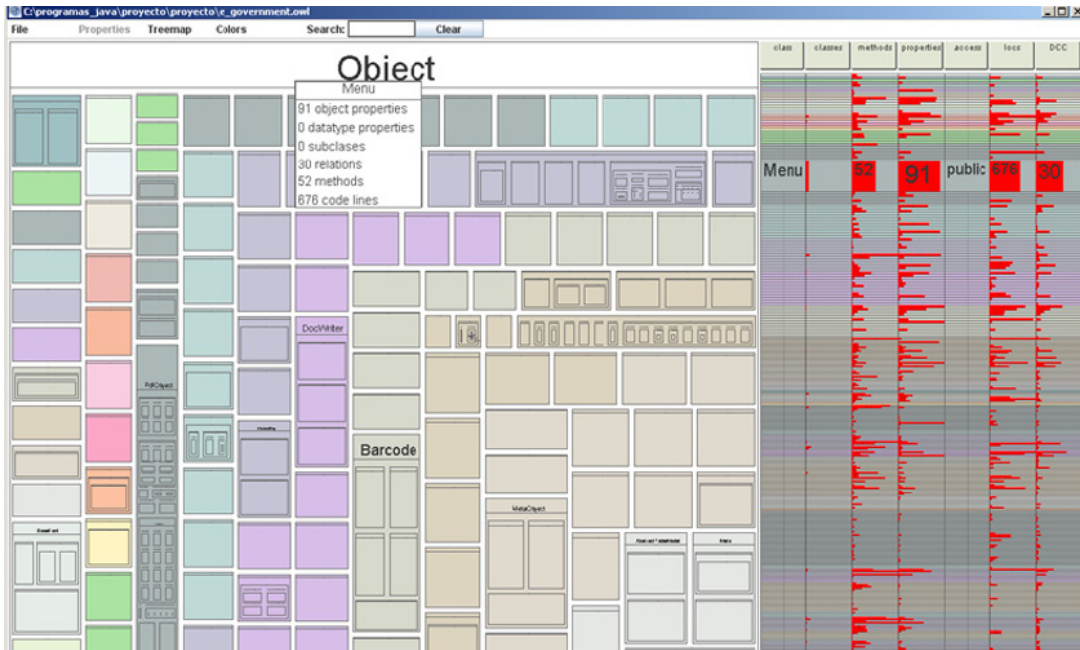 C:\programas_java\proyecto\proyecto\e_government.owl
File Properties Treemap Colors Search: Clear
class classes methods properties access locs DCC
Object
Menu
91 object properties
0 datatype properties
0 subclases
30 relations
52 methods
676 code lines
Menu 52 91 public 676 30
DocWriter
PdfObject
Barcode
MetaObject